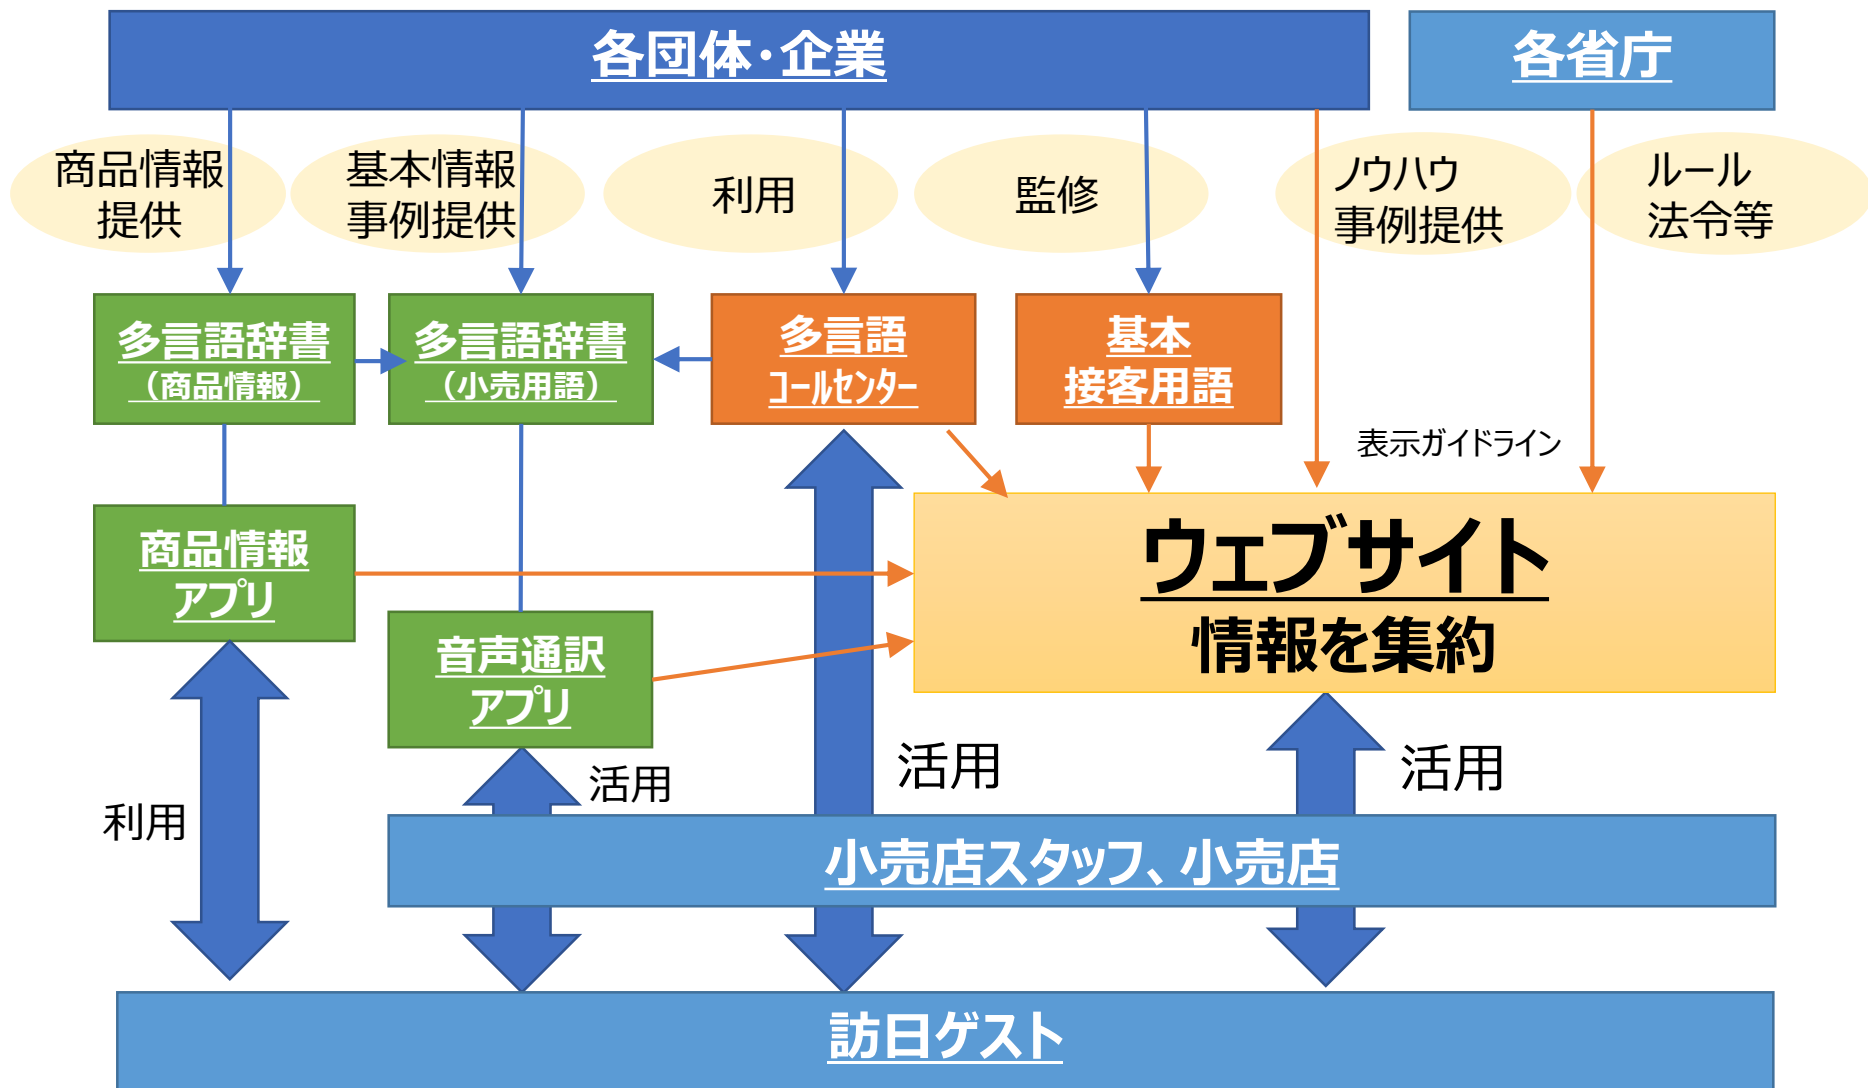 各団体・企業
各省庁
商品情報
提供
基本情報
事例提供
利用
監修
ノウハウ
事例提供
ルール
法令等
多言語辞書
（商品情報）
多言語辞書
（小売用語）
多言語
コールセンター
基本
接客用語
表示ガイドライン
商品情報
アプリ
音声通訳
アプリ
ウェブサイト
情報を集約
利用
活用
活用
活用
小売店スタッフ、小売店
訪日ゲスト